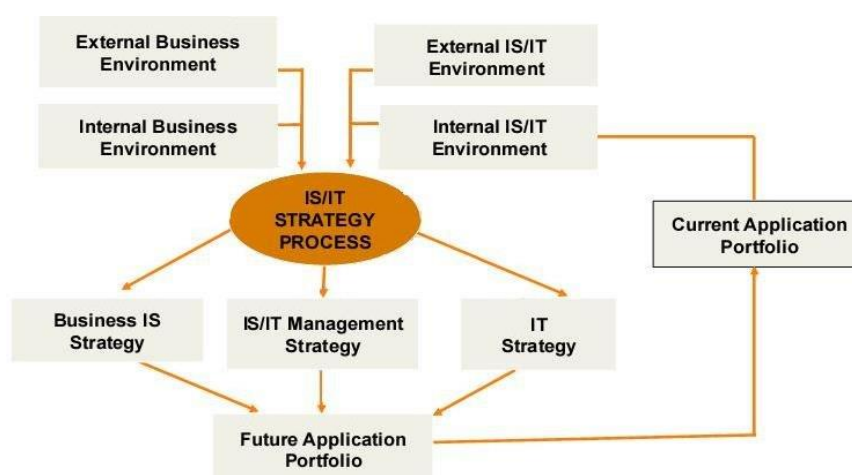 External Business
Environment
External IS/IT
Environment
Internal Business
Environment
Internal IS/IT
Environment
IS/IT
STRATEGY
PROCESS
Current Application
Portfolio
Business IS
Strategy
IS/IT Management
Strategy
IT
Strategy
Future Application
Portfolio